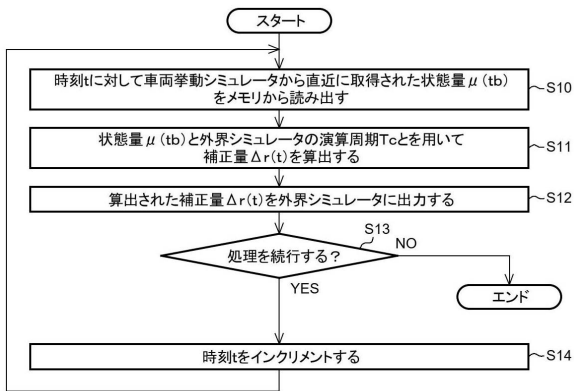 スタート
時刻tに対して車両挙動シミュレータから直近に取得された状態量μ(tb)
をメモリから読み出す
S10
状態量μ(tb)と外界シミュレータの演算周期Tcとを用いて
補正量Δr(t)を算出する
S11
算出された補正量Δr(t)を外界シミュレータに出力する
S12
S13
処理を続行する?
NO
YES
エンド
時刻tをインクリメントする
S14